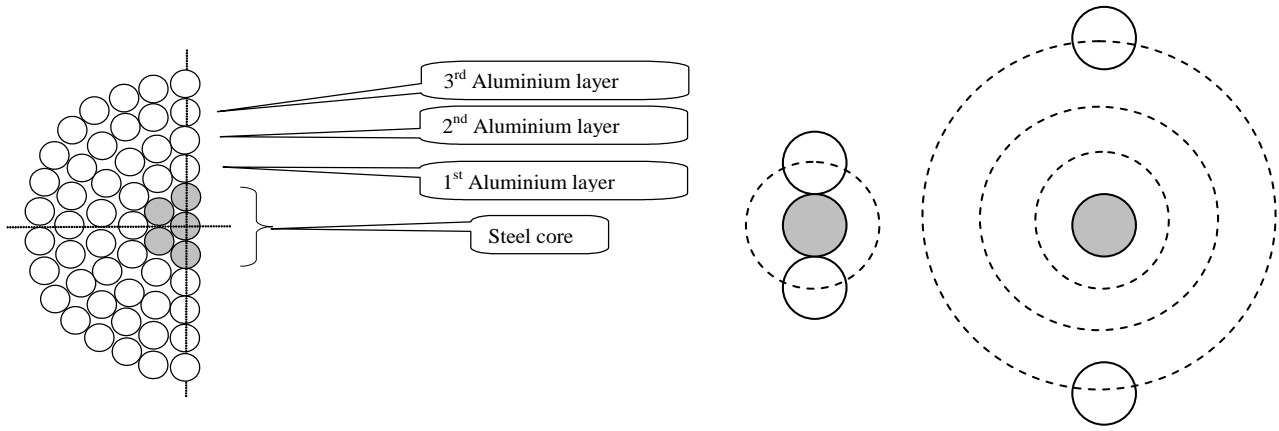 3rd Aluminium layer
2nd Aluminium layer
1st Aluminium layer
Steel core